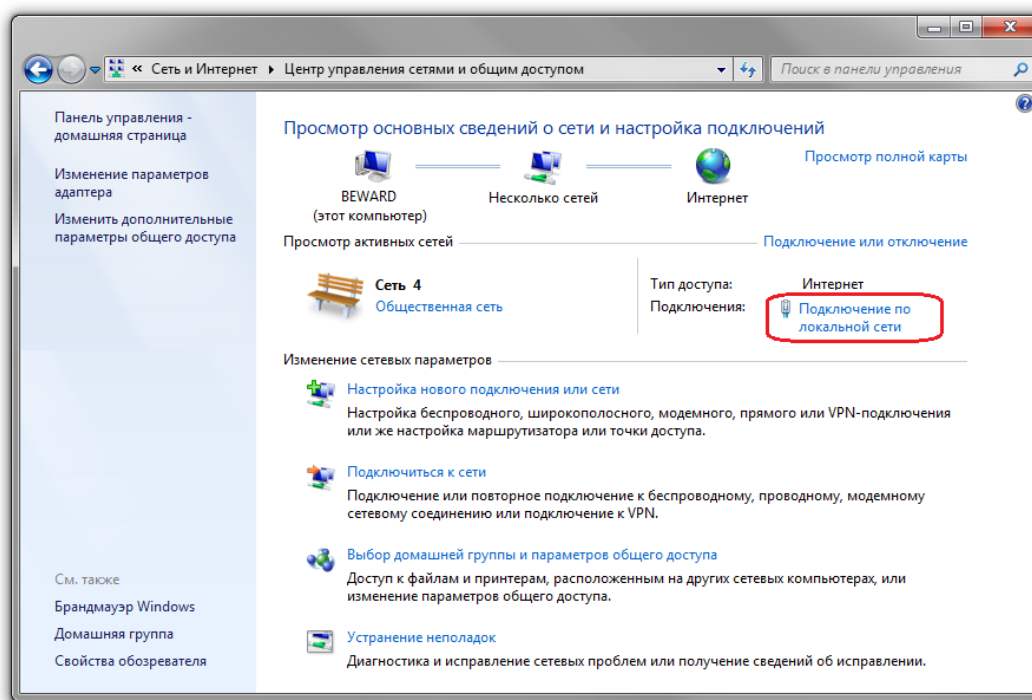 « Сеть и Интернет ▸ Центр управления сетями и общим доступом
Поиск в панели управления
Панель управления -
домашняя страница
Изменение параметров
адаптера
Изменить дополнительные
параметры общего доступа
См. также
Брандмауэр Windows
Домашняя группа
Свойства обозревателя
Просмотр основных сведений о сети и настройка подключений
Просмотр полной карты
BEWARD
(этот компьютер)
Несколько сетей
Интернет
Просмотр активных сетей
Подключение или отключение
Сеть 4
Общественная сеть
Тип доступа: Интернет
Подключения: Подключение по
локальной сети
Изменение сетевых параметров
Настройка нового подключения или сети
Настройка беспроводного, широкополосного, модемного, прямого или VPN-подключения
или же настройка маршрутизатора или точки доступа.
Подключиться к сети
Подключение или повторное подключение к беспроводному, проводному, модемному
сетевому соединению или подключение к VPN.
Выбор домашней группы и параметров общего доступа
Доступ к файлам и принтерам, расположенным на других сетевых компьютерах, или
изменение параметров общего доступа.
Устранение неполадок
Диагностика и исправление сетевых проблем или получение сведений об исправлении.